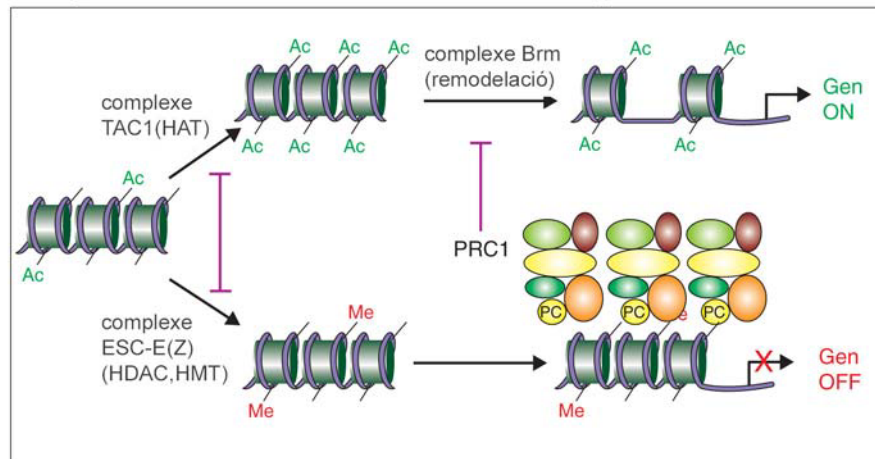 Ac Ac Ac
complexe
TAC1(HAT)
Ac Ac Ac
complexe Brm
(remodelació)
Ac Ac
Ac Ac
Gen
ON
Ac
Ac
PRC1
PC PC PC
complexe
ESC-E(Z)
(HDAC,HMT)
Me
Me
Me
Gen
OFF